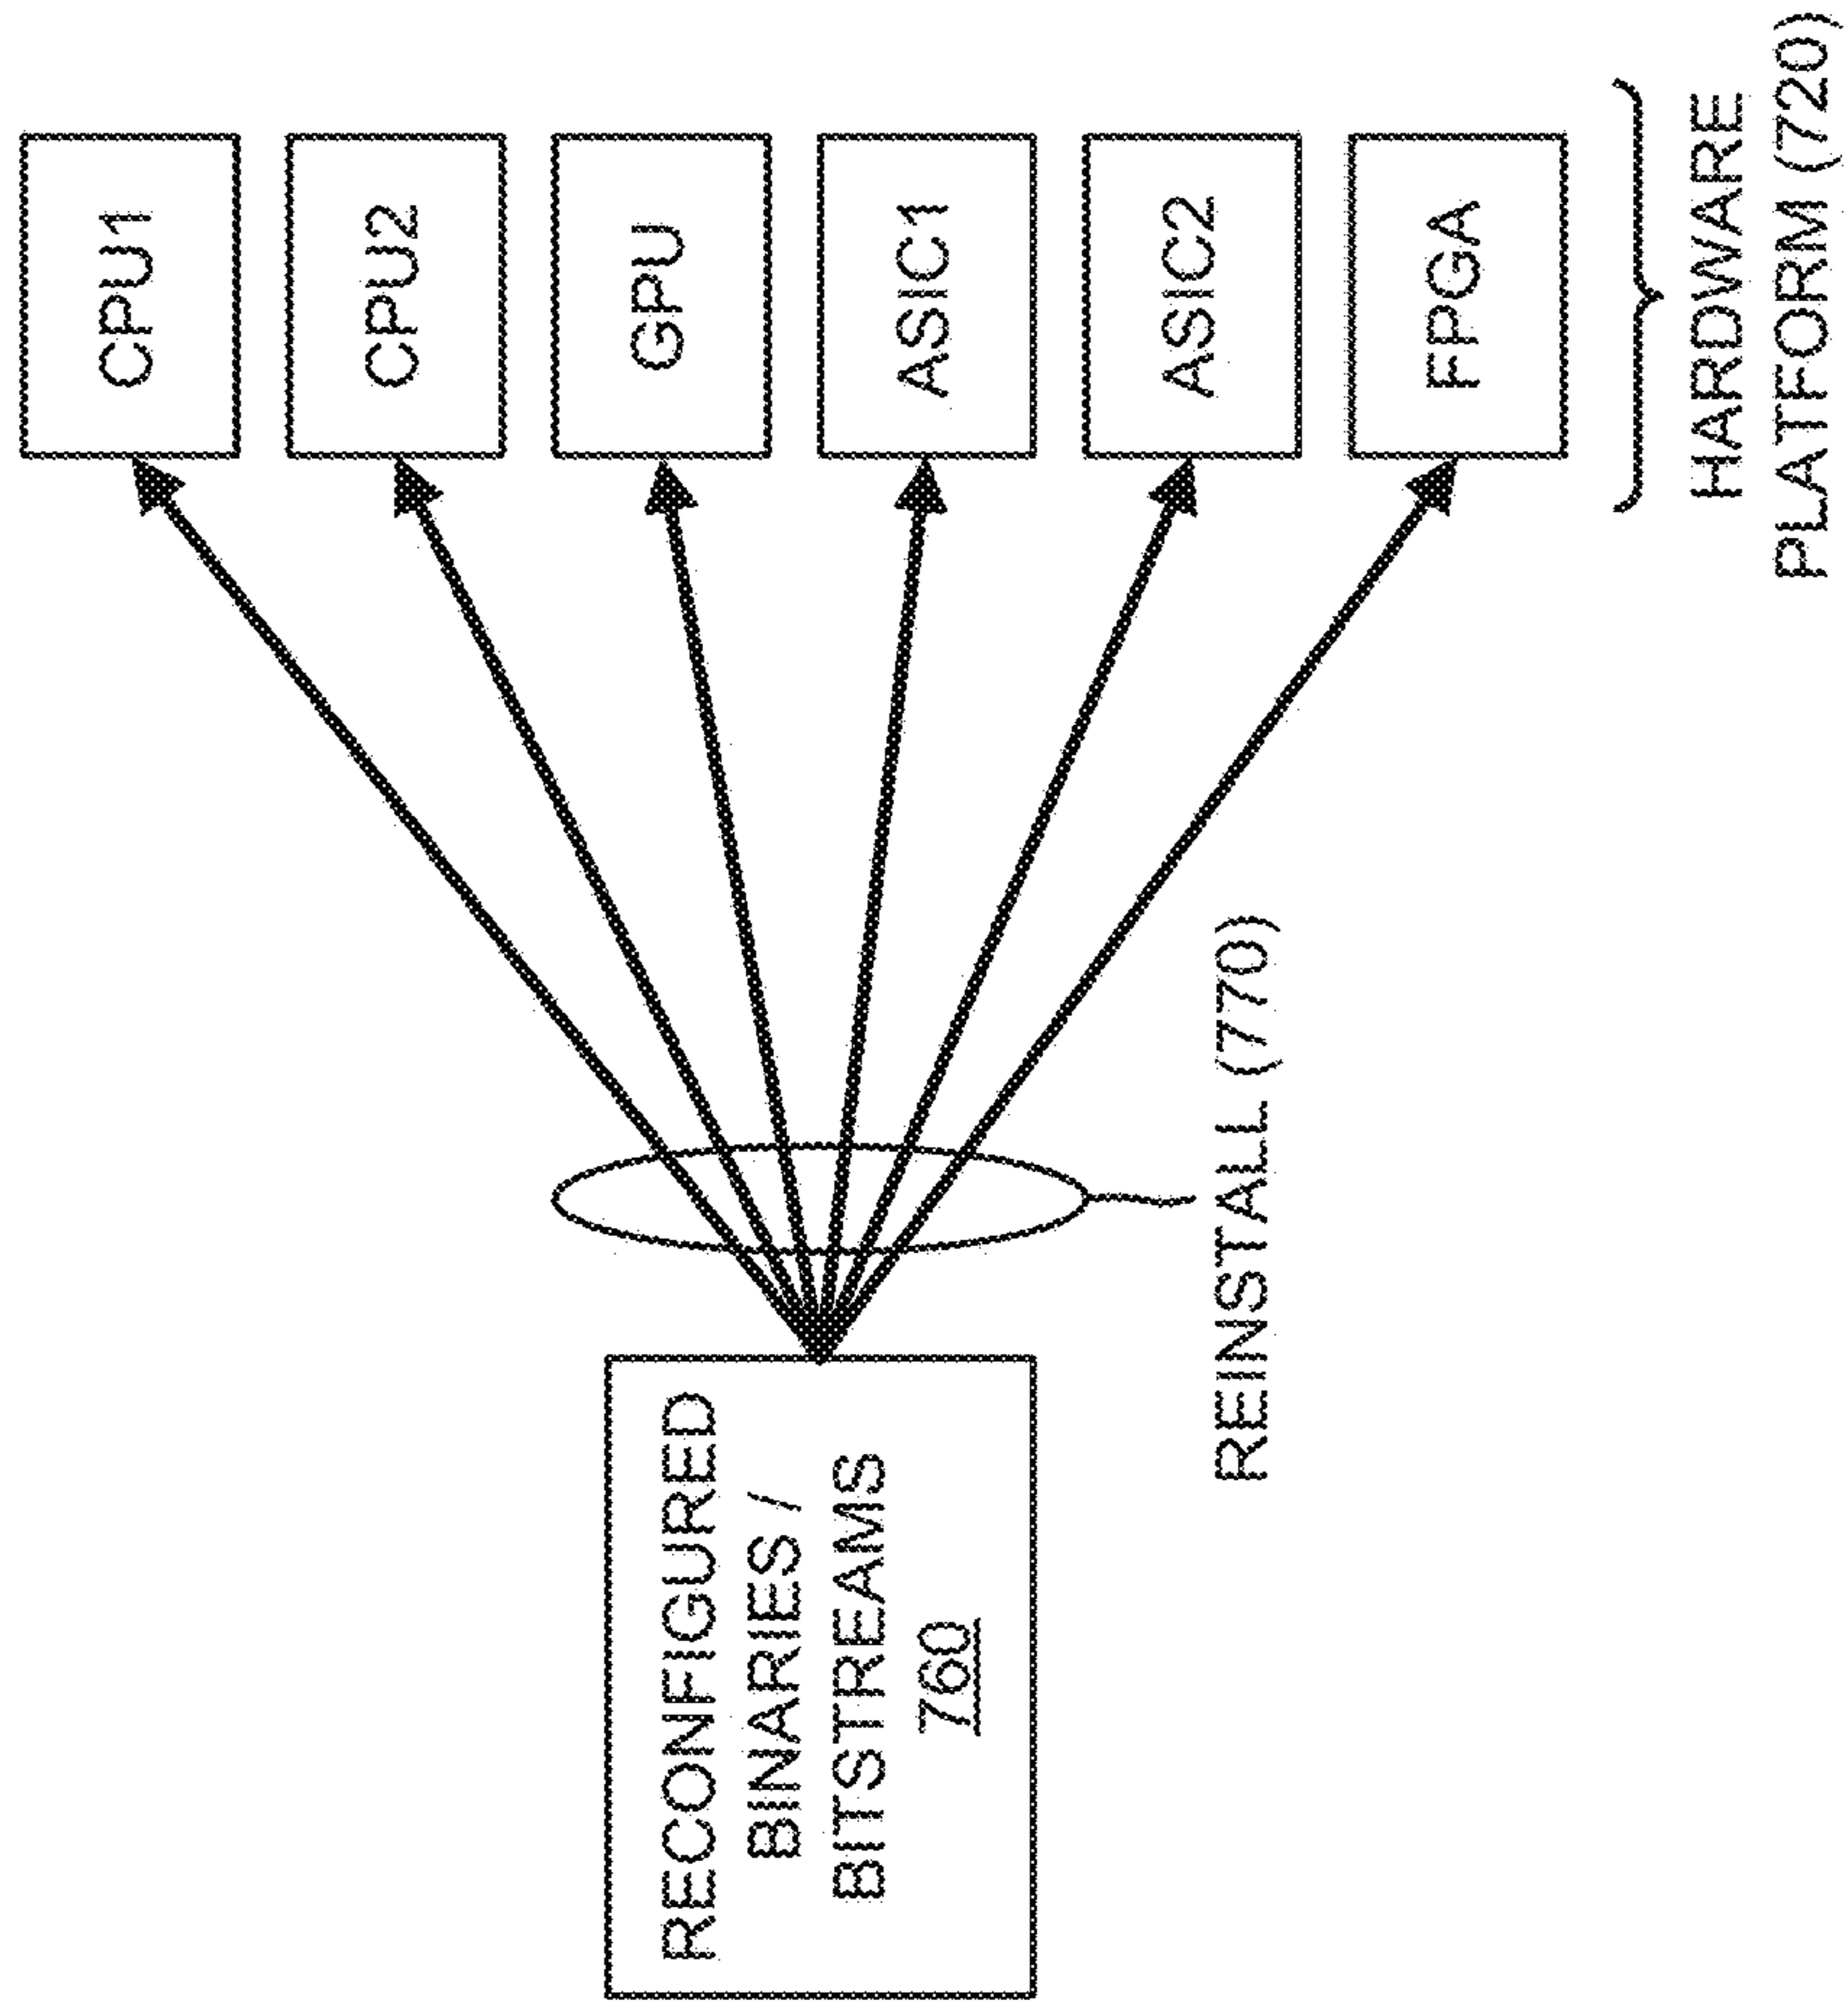 RECONFIGURED
BINARIES /
BITSTREAMS
760
REINSTALL (770)
CPU1
CPU2
GPU
ASIC1
ASIC2
FPGA
HARDWARE
PLATFORM (720)